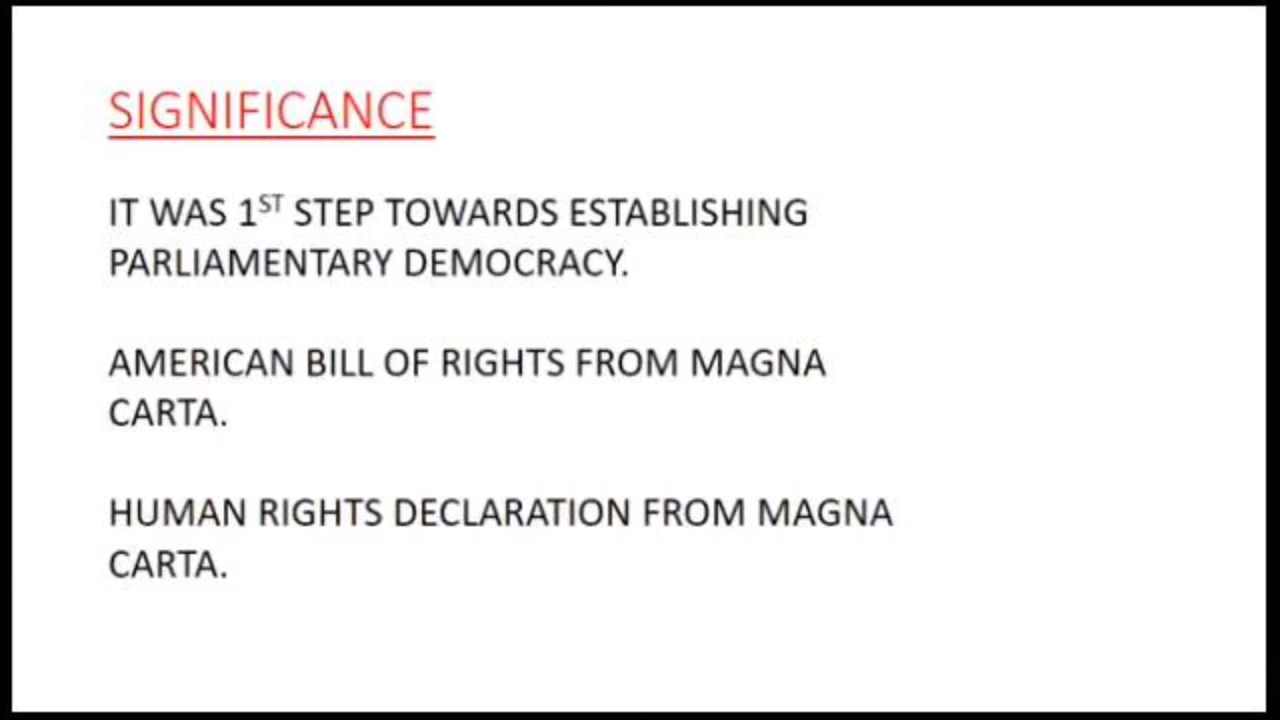 SIGNIFICANCE
IT WAS 1ST STEP TOWARDS ESTABLISHING
PARLIAMENTARY DEMOCRACY.
AMERICAN BILL OF RIGHTS FROM MAGNA
CARTA.
HUMAN RIGHTS DECLARATION FROM MAGNA
CARTA.